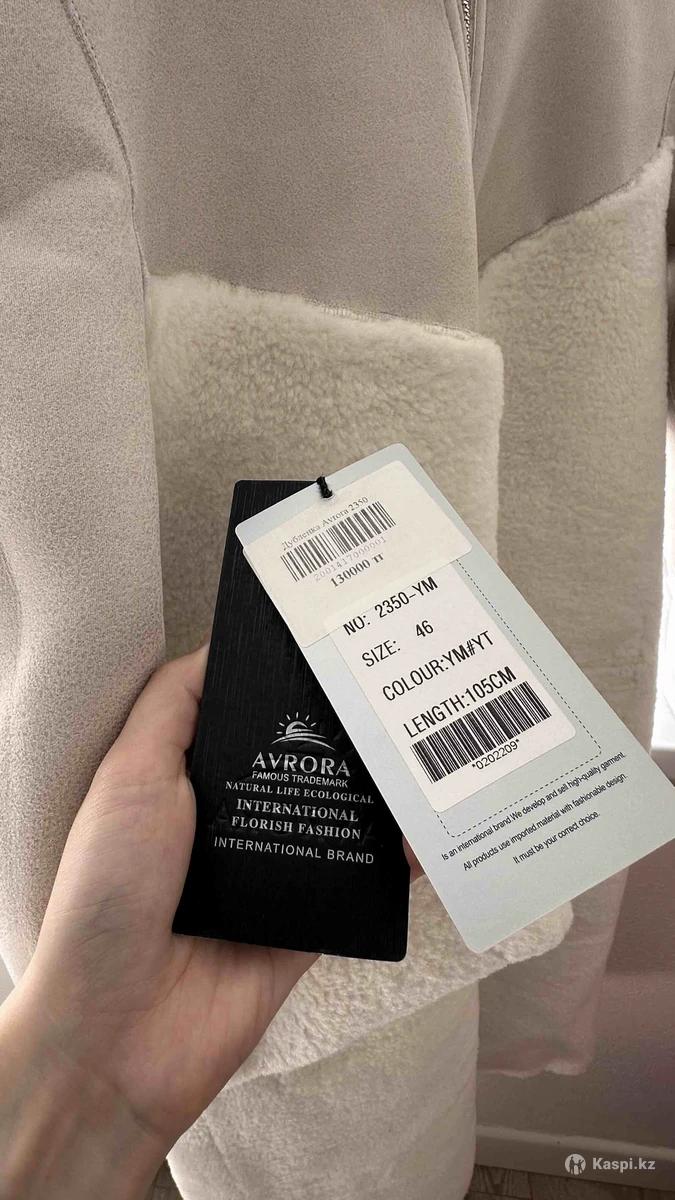 AVRORA
FAMOUS TRADEMARK
NATURAL LIFE ECOLOGICAL
INTERNATIONAL
FLORISH FASHION
INTERNATIONAL BRAND
Дубленка Avrora 2350
2001417000001
130000 тг
NO: 2350-YM
SIZE: 46
COLOUR:YM#YT
LENGTH:105CM
*0202209*
Is an international brand.We develop and sell high-quality garment.
All products use imported material with fashionable design.
It must be your correct choice.
Kaspi.kz